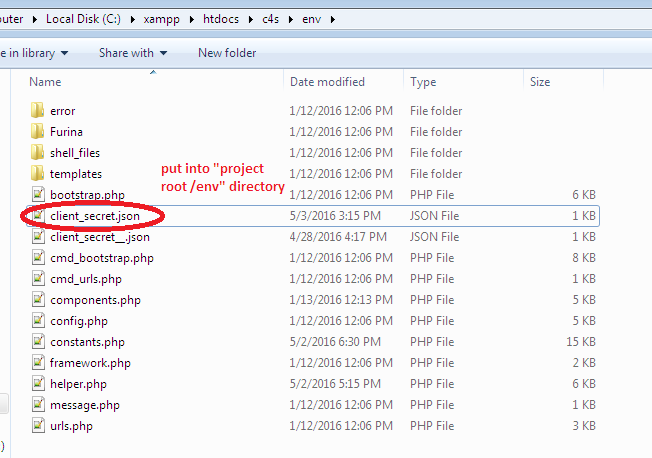 puter ▸ Local Disk (C:) ▸ xampp ▸ htdocs ▸ c4s ▸ env ▸
e in library ▾ Share with ▾ New folder
Name Date modified Type Size
error 1/12/2016 12:06 PM File folder
Furina 1/12/2016 12:06 PM File folder
shell_files 1/12/2016 12:06 PM File folder
templates 1/12/2016 12:06 PM File folder
put into "project
root /env" directory
bootstrap.php 1/12/2016 12:06 PM PHP File 6 KB
client_secret.json 5/3/2016 3:15 PM JSON File 1 KB
client_secret__.json 4/28/2016 4:17 PM JSON File 1 KB
cmd_bootstrap.php 1/12/2016 12:06 PM PHP File 8 KB
cmd_urls.php 1/12/2016 12:06 PM PHP File 1 KB
components.php 1/13/2016 12:13 PM PHP File 5 KB
config.php 1/12/2016 12:06 PM PHP File 5 KB
constants.php 5/2/2016 6:30 PM PHP File 15 KB
framework.php 1/12/2016 12:06 PM PHP File 2 KB
helper.php 5/2/2016 5:15 PM PHP File 6 KB
message.php 1/12/2016 12:06 PM PHP File 1 KB
urls.php 1/12/2016 12:06 PM PHP File 3 KB
)